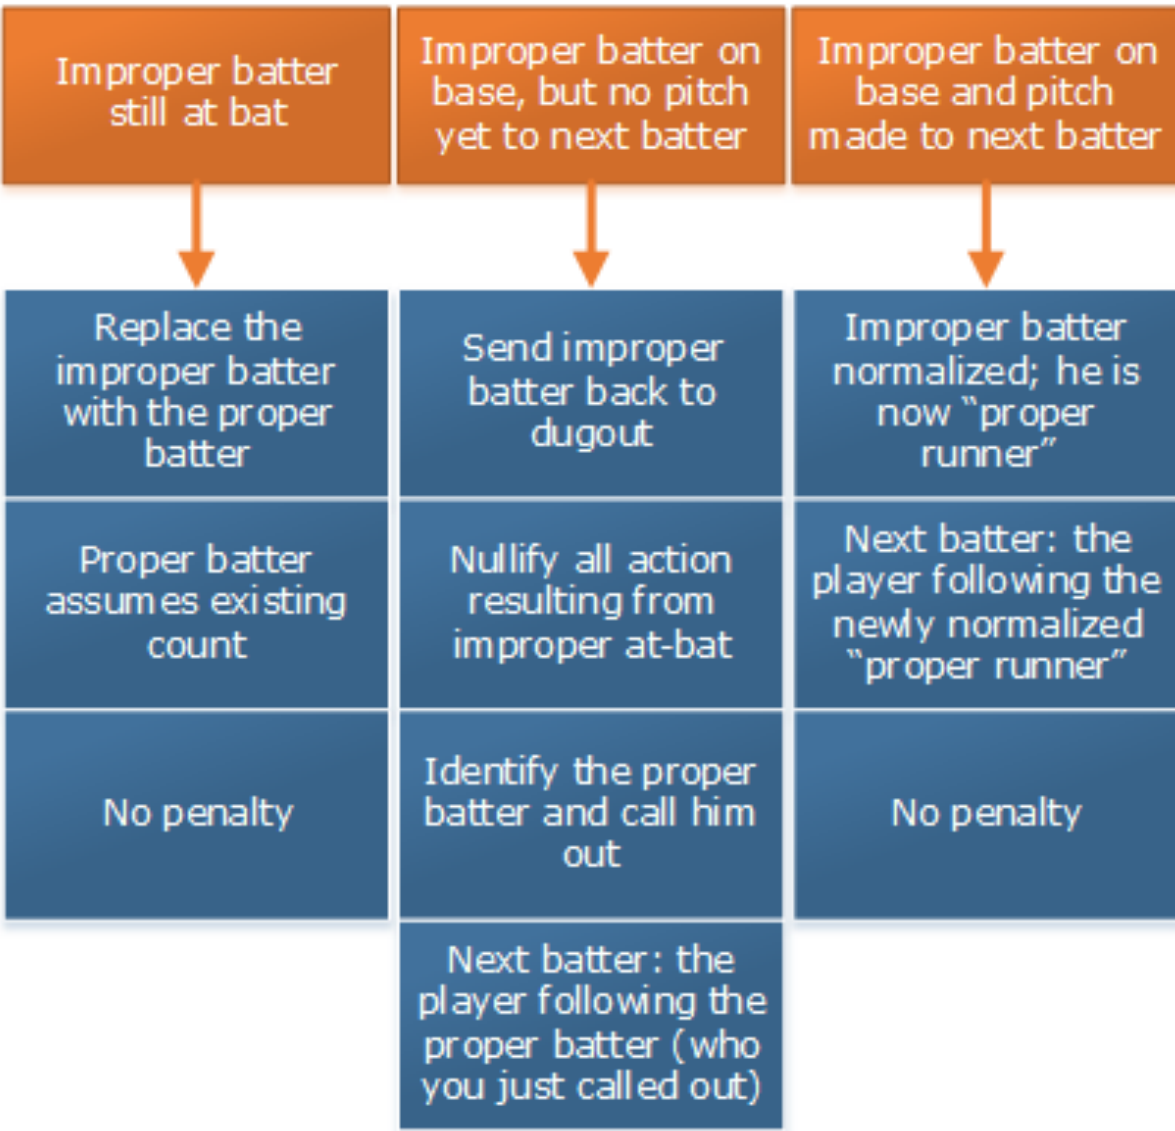 Improper batter
still at bat
Improper batter on
base, but no pitch
yet to next batter
Improper batter on
base and pitch
made to next batter
Replace the
improper batter
with the proper
batter
Proper batter
assumes existing
count
No penalty
Send improper
batter back to
dugout
Nullify all action
resulting from
improper at-bat
Identify the proper
batter and call him
out
Next batter: the
player following the
proper batter (who
you just called out)
Improper batter
normalized; he is
now “proper
runner”
Next batter: the
player following the
newly normalized
“proper runner”
No penalty